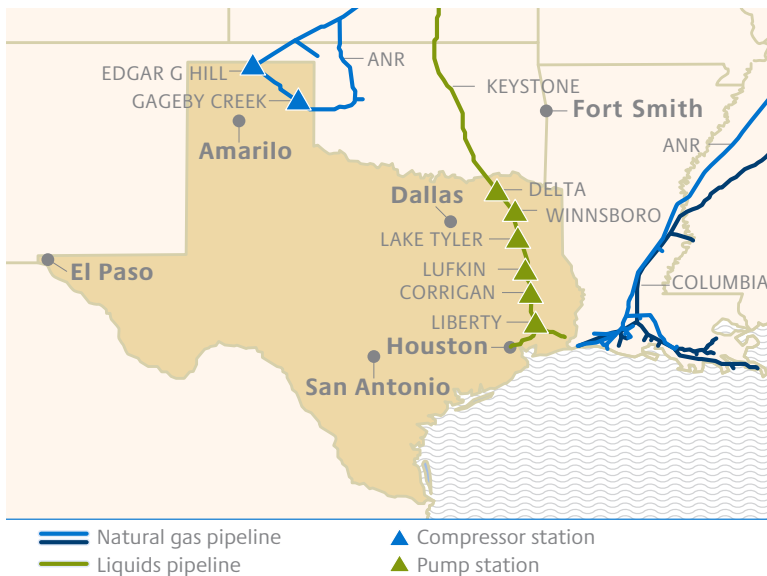 ANR
EDGAR G HILL
GAGEBY CREEK
KEYSTONE
Fort Smith
Amarilo
ANR
DELTA
Dallas
WINNSBORO
LAKE TYLER
El Paso
LUFKIN
COLUMBIA
CORRIGAN
LIBERTY
Houston
San Antonio
Natural gas pipeline
Compressor station
Liquids pipeline
Pump station